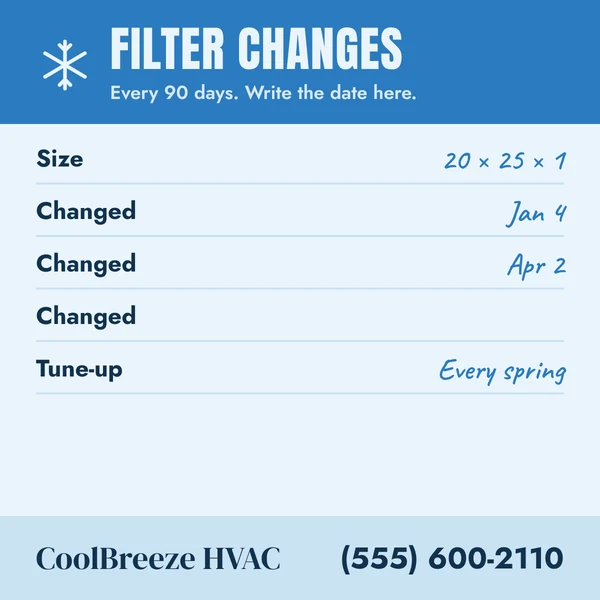 FILTER CHANGES
Every 90 days. Write the date here.
Size 20 × 25 × 1
Changed Jan 4
Changed Apr 2
Changed
Tune-up Every spring
CoolBreeze HVAC (555) 600-2110